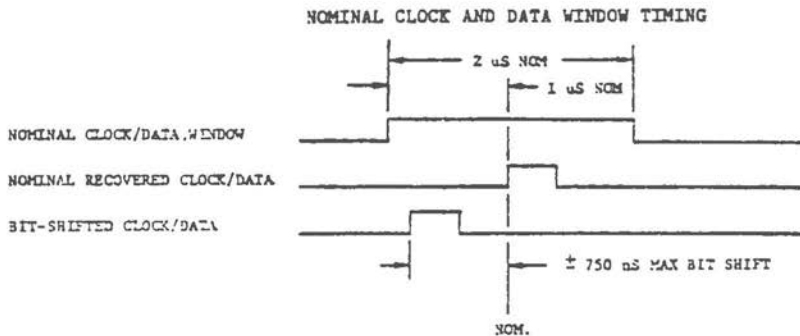 NOMINAL CLOCK AND DATA WINDOW TIMING
2 uS NOM
1 uS NOM
NOMINAL CLOCK/DATA.WINDOW
NOMINAL RECOVERED CLOCK/DATA
BIT-SHIFTED CLOCK/DATA
± 750 nS MAX BIT SHIFT
NOM.